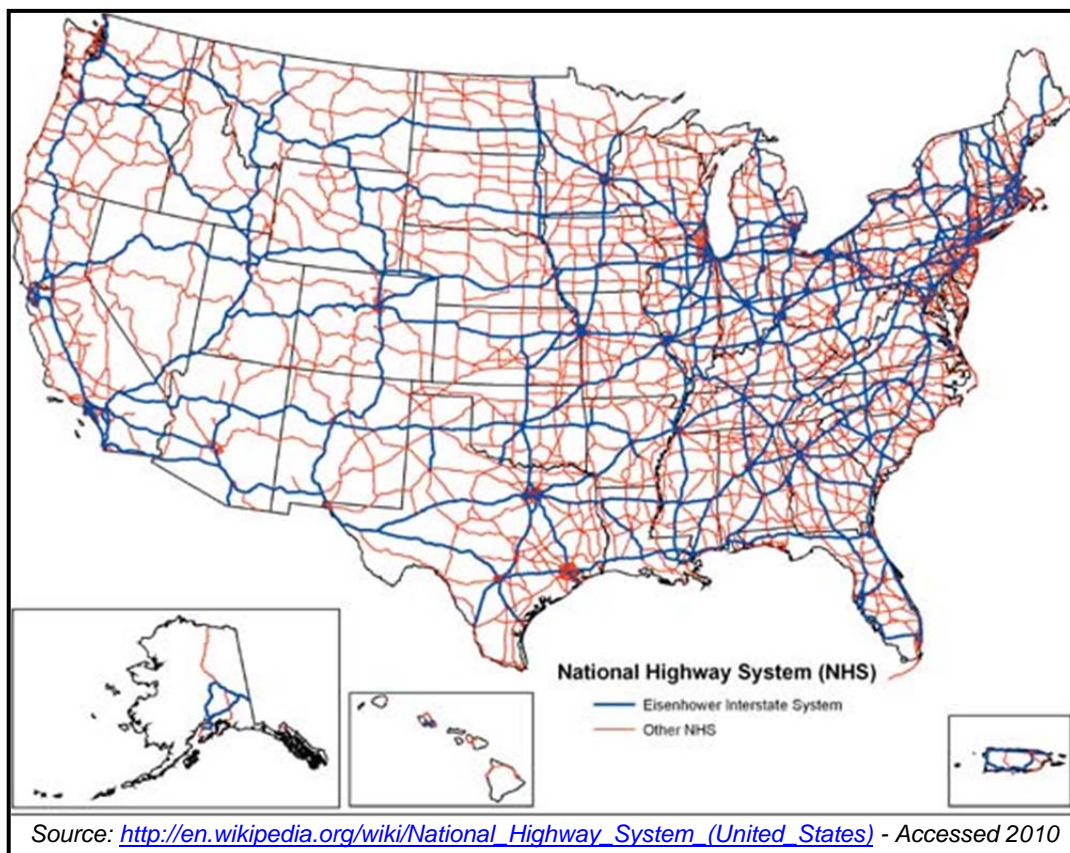 National Highway System (NHS)
Eisenhower Interstate System
Other NHS
Source: http://en.wikipedia.org/wiki/National_Highway_System_(United_States) - Accessed 2010